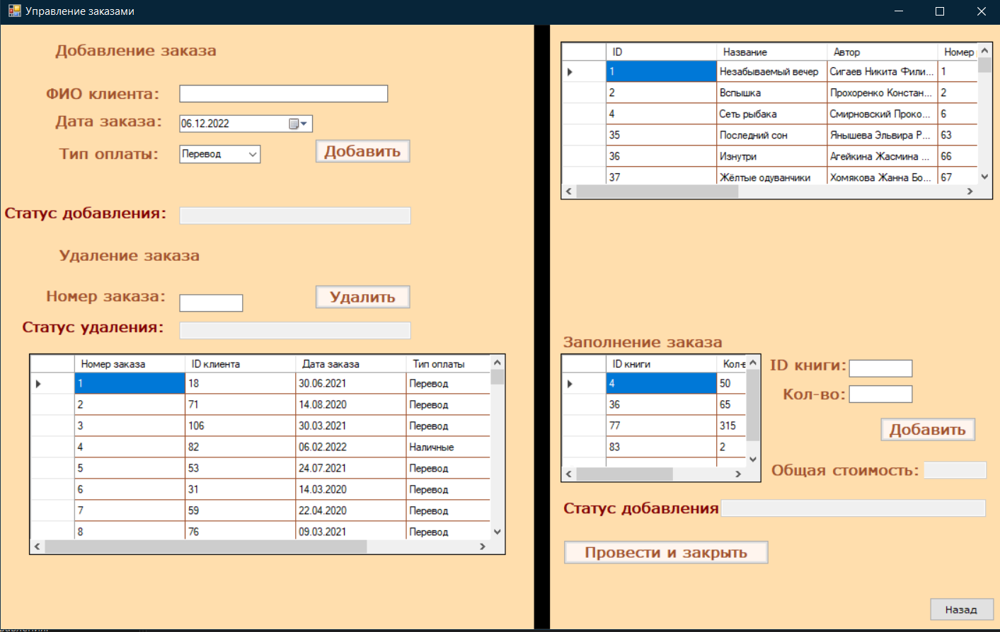 Управление заказами
Добавление заказа
ФИО клиента:
Дата заказа: 06.12.2022
Тип оплаты: Перевод Добавить
Статус добавления:
Удаление заказа
Номер заказа: Удалить
Статус удаления:
Номер заказа ID клиента Дата заказа Тип оплаты
1 18 30.06.2021 Перевод
2 71 14.08.2020 Перевод
3 106 30.03.2021 Перевод
4 82 06.02.2022 Наличные
5 53 24.07.2021 Перевод
6 31 14.03.2020 Перевод
7 59 22.04.2020 Перевод
8 76 09.03.2021 Перевод
ID Название Автор Номер
1 Незабываемый вечер Сигаев Никита Фили... 1
2 Вспышка Прохоренко Констан... 2
4 Сеть рыбака Смирновский Проко... 6
35 Последний сон Янышева Эльвира Р... 63
36 Изнутри Агейкина Жасмина ... 66
37 Жёлтые одуванчики Хомякова Жанна Бо... 67
Заполнение заказа
ID книги Кол-в
4 50
36 65
77 315
83 2
ID книги:
Кол-во:
Добавить
Общая стоимость:
Статус добавления
Провести и закрыть
Назад